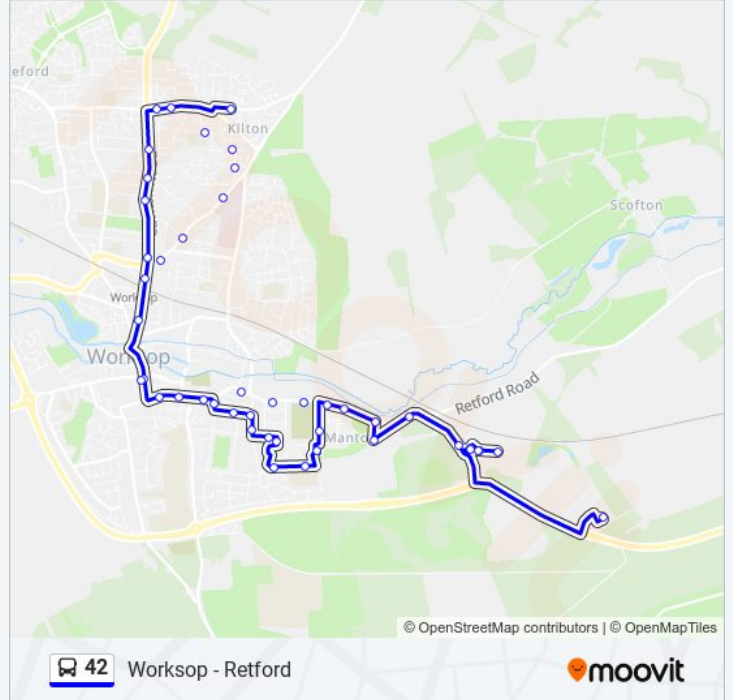 eford
Kilton
Scofton
Worksop
Worksop
Retford Road
Manton
© OpenStreetMap contributors | © OpenMapTiles
42 Worksop - Retford
moovit